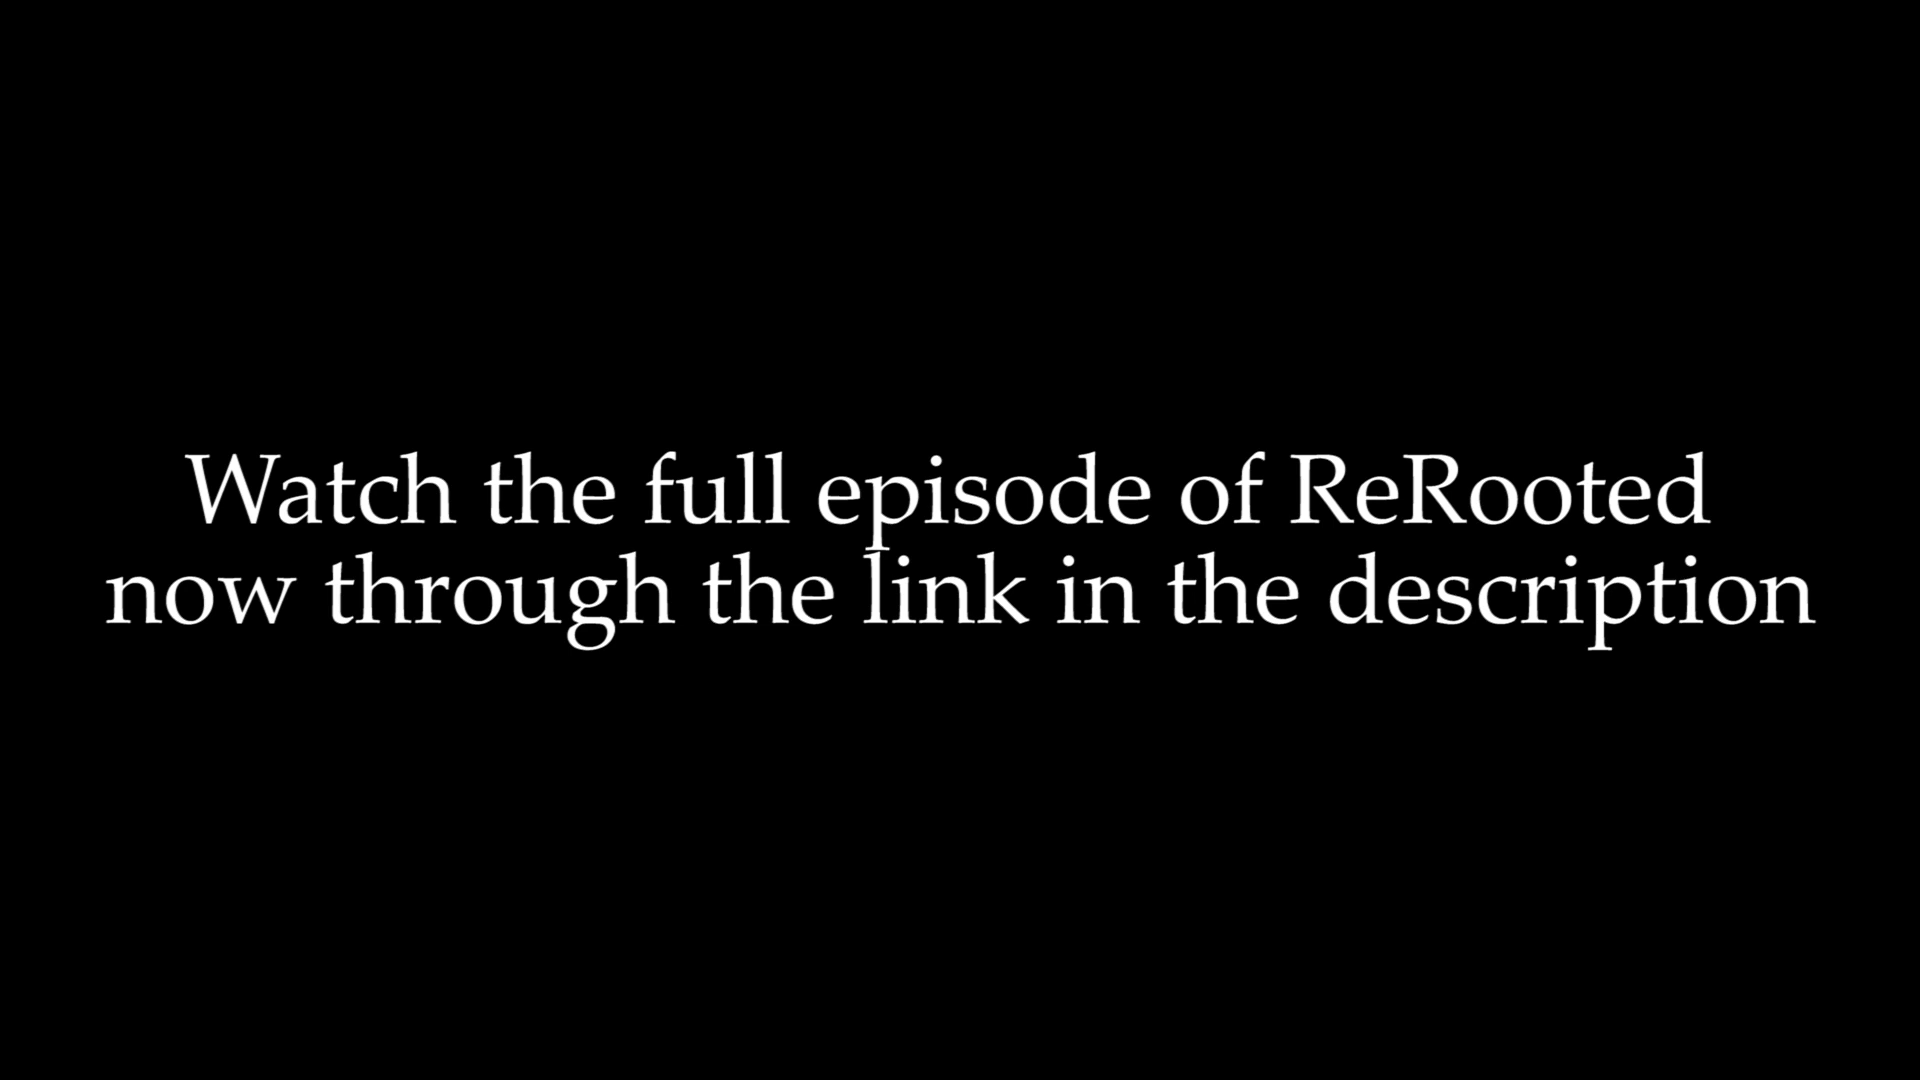 Watch the full episode of ReRooted
now through the link in the description